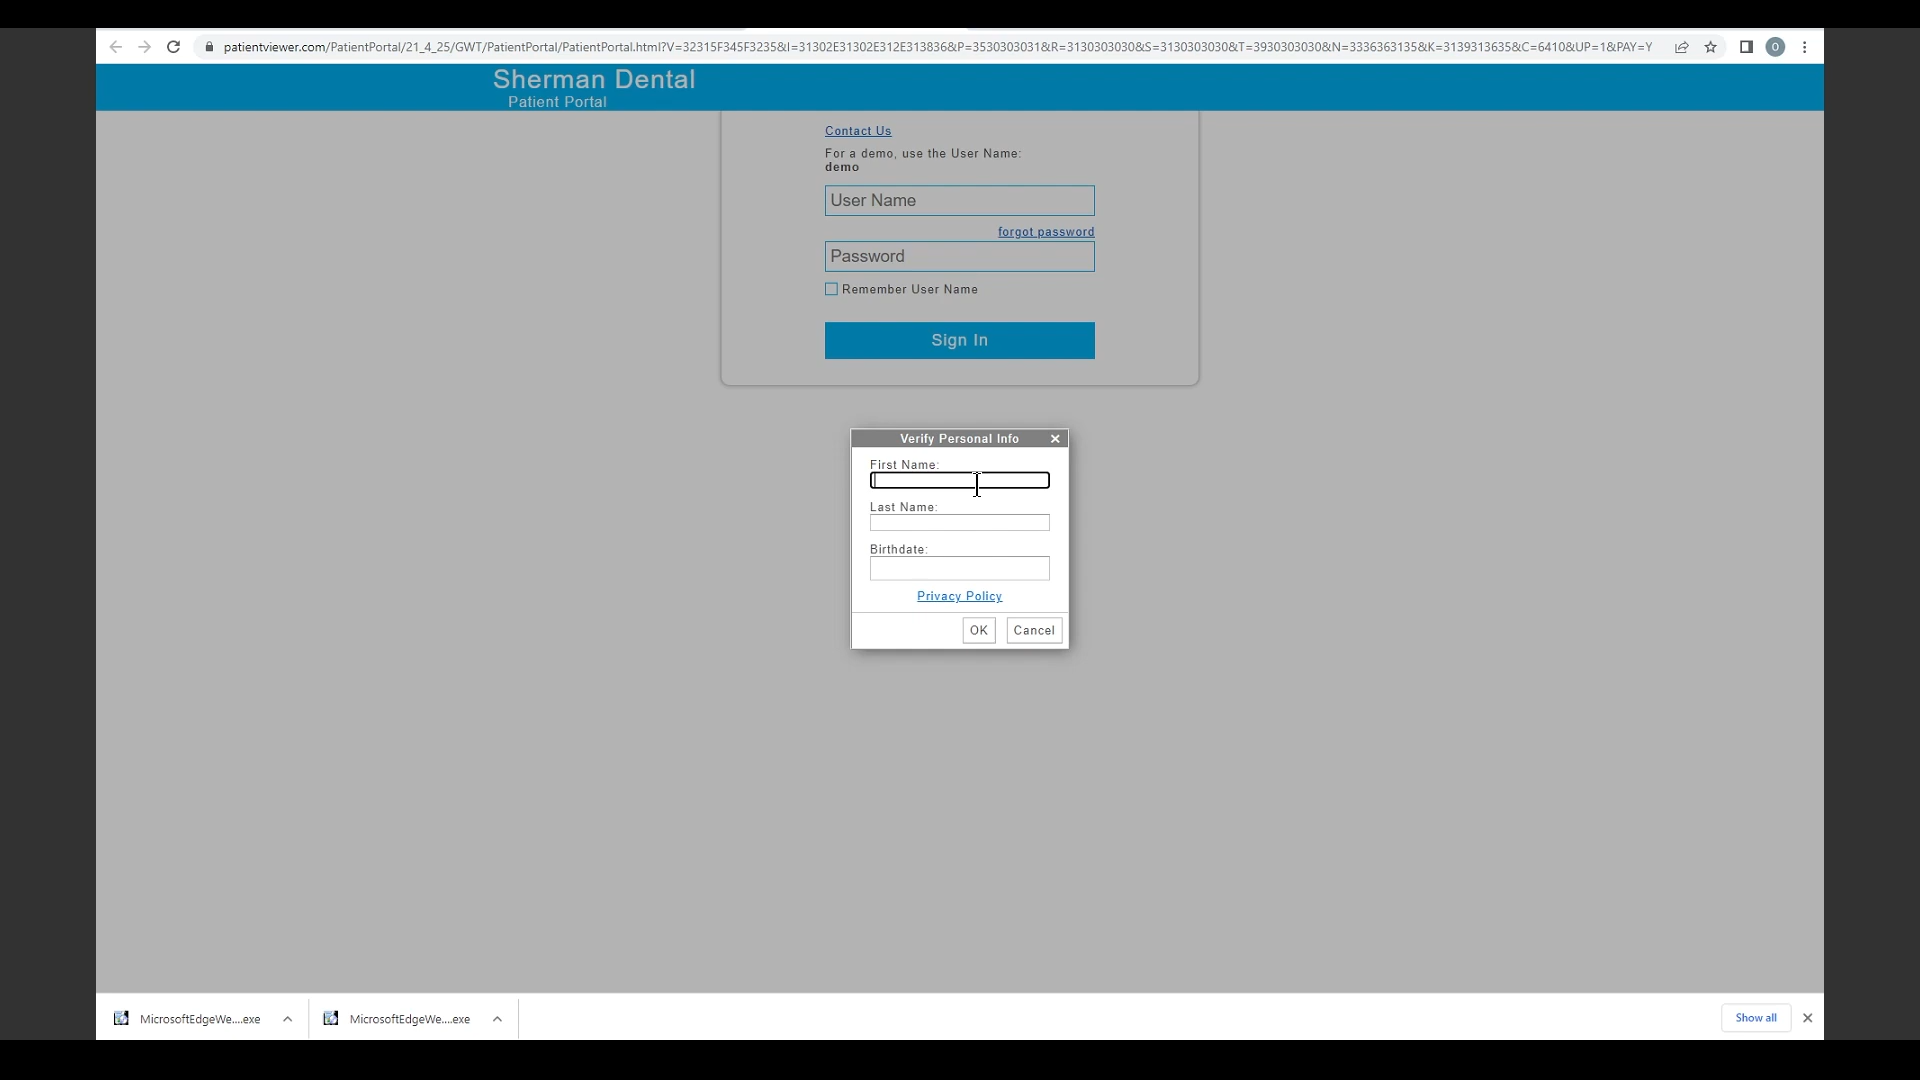 patientviewer.com/PatientPortal/21_4_25/GWT/PatientPortal/PatientPortal.html?V=32315F345F3235&I=31302E31302E312E313836&P=3530303031&R=3130303030&S=3130303030&T=3930303030&N=3336363135&K=3139313635&C=6410&UP=1&PAY=Y
O
Sherman Dental
Patient Portal
Contact Us
For a demo, use the User Name:
demo
User Name
forgot password
Password
Remember User Name
Sign In
Verify Personal Info
First Name:
Last Name:
Birthdate:
Privacy Policy
OK Cancel
MicrosoftEdgeWe....exe MicrosoftEdgeWe....exe Show all